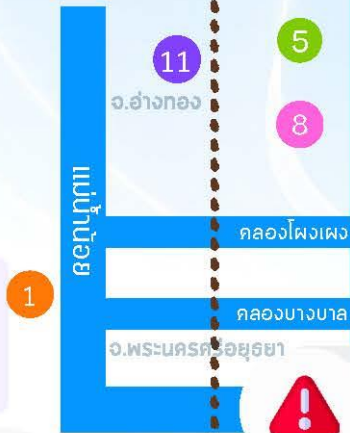 5
11
จ.อ่างทอง
8
แม่น้ำน้อย
คลองโผงเผง
1
คลองบางบาล
จ.พระนครศรีอยุธยา